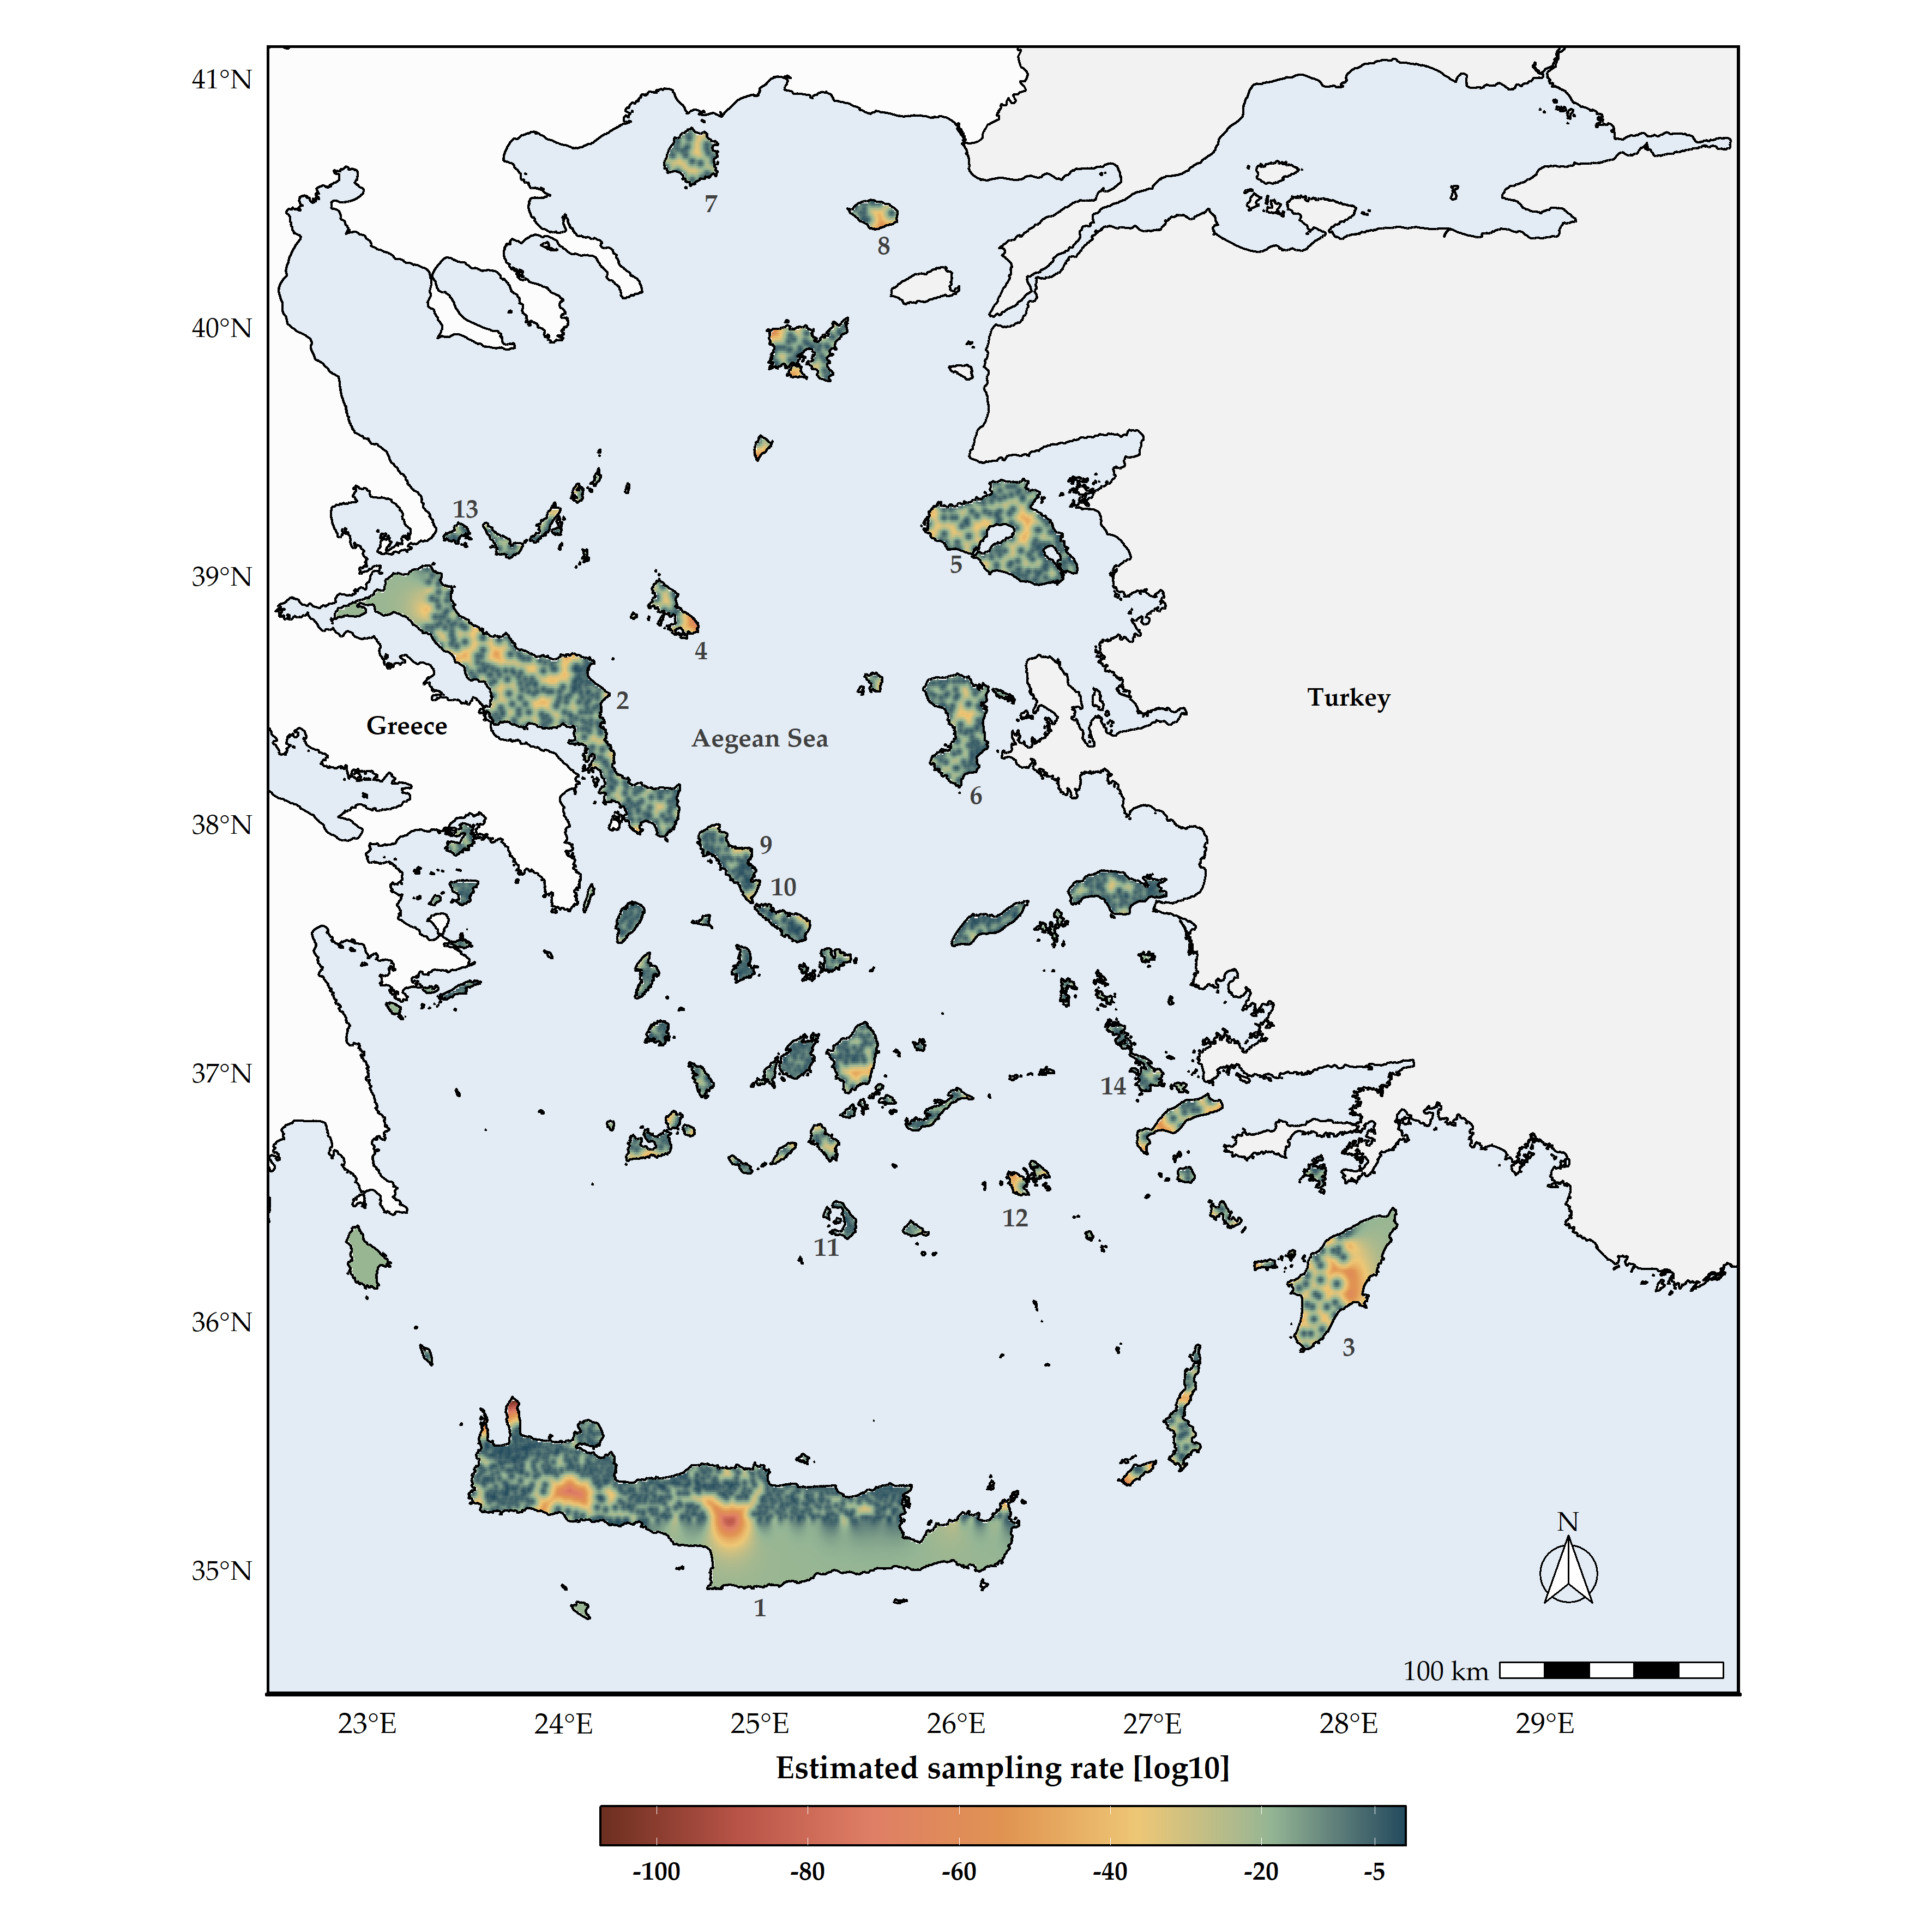 41°N
40°N
39°N
38°N
37°N
36°N
35°N
7
8
13
5
4
2
Greece
Aegean Sea
Turkey
6
9
10
14
12
11
3
1
N
100 km
23°E 24°E 25°E 26°E 27°E 28°E 29°E
Estimated sampling rate [log10]
-100 -80 -60 -40 -20 -5